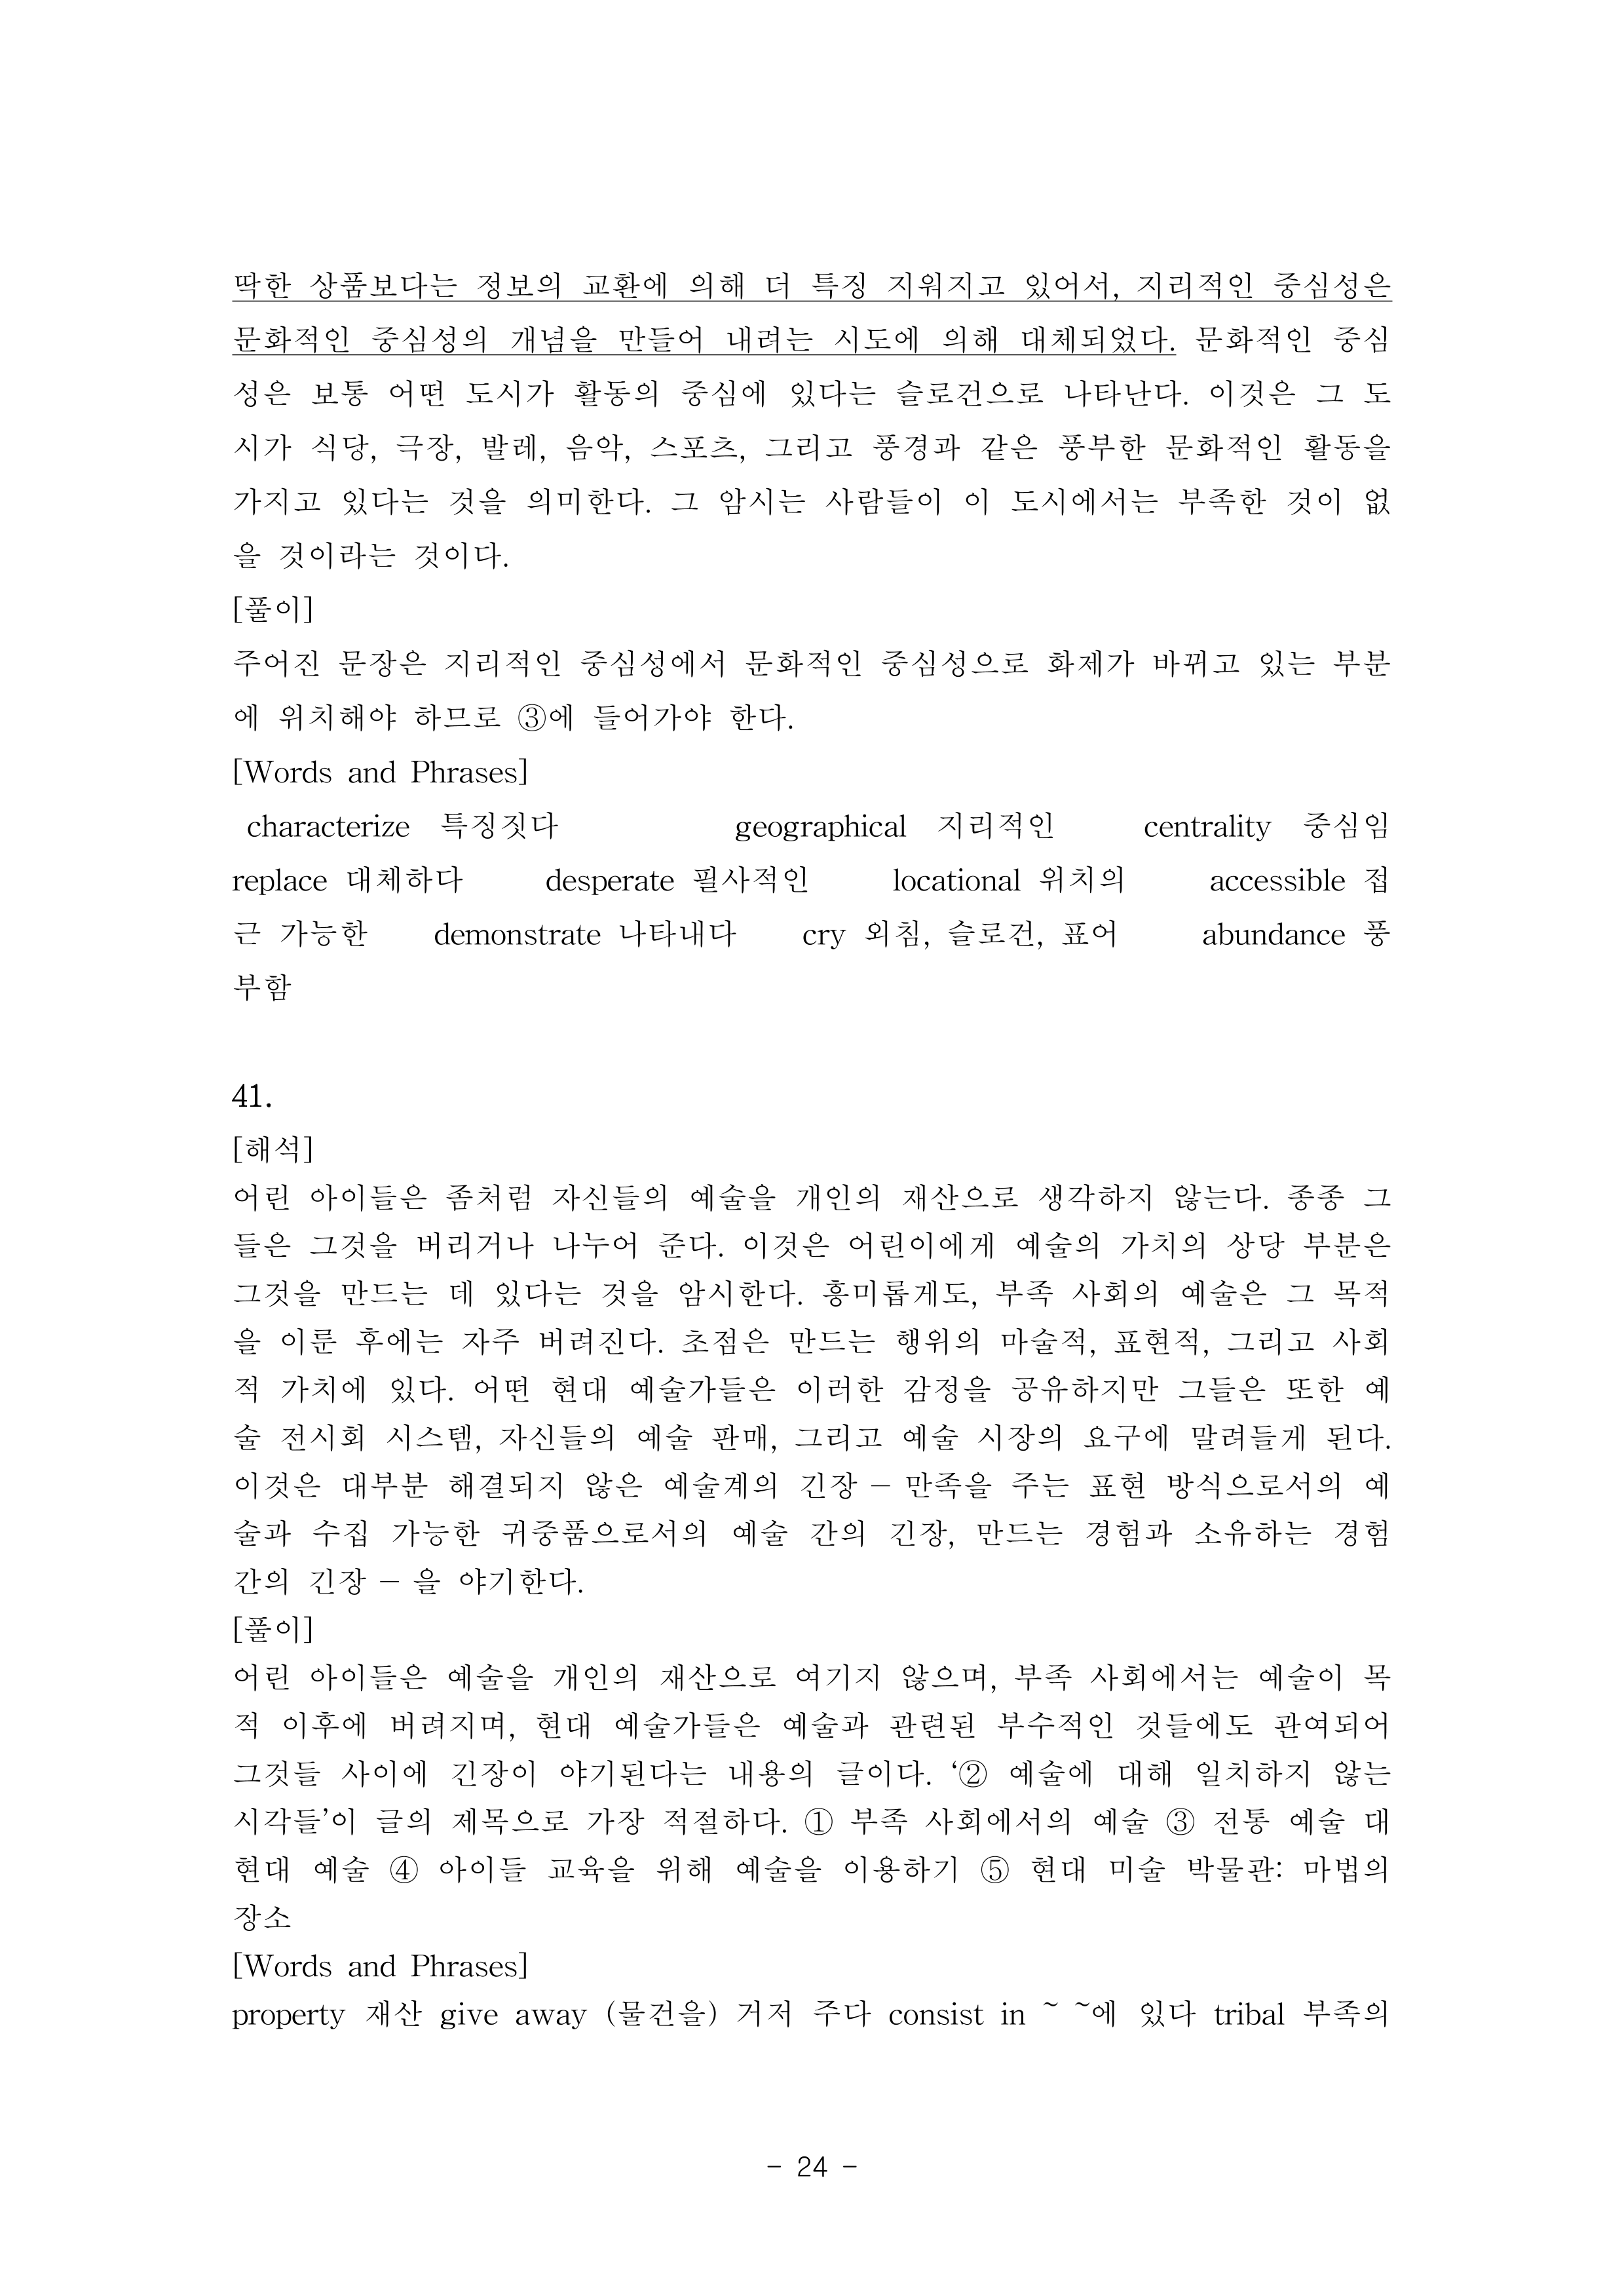 딱한 상품보다는 정보의 교환에 의해 더 특징 지워지고 있어서, 지리적인 중심성은
문화적인 중심성의 개념을 만들어 내려는 시도에 의해 대체되었다. 문화적인 중심
성은 보통 어떤 도시가 활동의 중심에 있다는 슬로건으로 나타난다. 이것은 그 도
시가 식당, 극장, 발레, 음악, 스포츠, 그리고 풍경과 같은 풍부한 문화적인 활동을
가지고 있다는 것을 의미한다. 그 암시는 사람들이 이 도시에서는 부족한 것이 없
을 것이라는 것이다.
[풀이]
주어진 문장은 지리적인 중심성에서 문화적인 중심성으로 화제가 바뀌고 있는 부분
에 위치해야 하므로 ③에 들어가야 한다.
[Words and Phrases]
characterize 특징짓다 geographical 지리적인 centrality 중심임
replace 대체하다 desperate 필사적인 locational 위치의 accessible 접
근 가능한 demonstrate 나타내다 cry 외침, 슬로건, 표어 abundance 풍
부함
41.
[해석]
어린 아이들은 좀처럼 자신들의 예술을 개인의 재산으로 생각하지 않는다. 종종 그
들은 그것을 버리거나 나누어 준다. 이것은 어린이에게 예술의 가치의 상당 부분은
그것을 만드는 데 있다는 것을 암시한다. 흥미롭게도, 부족 사회의 예술은 그 목적
을 이룬 후에는 자주 버려진다. 초점은 만드는 행위의 마술적, 표현적, 그리고 사회
적 가치에 있다. 어떤 현대 예술가들은 이러한 감정을 공유하지만 그들은 또한 예
술 전시회 시스템, 자신들의 예술 판매, 그리고 예술 시장의 요구에 말려들게 된다.
이것은 대부분 해결되지 않은 예술계의 긴장 – 만족을 주는 표현 방식으로서의 예
술과 수집 가능한 귀중품으로서의 예술 간의 긴장, 만드는 경험과 소유하는 경험
간의 긴장 – 을 야기한다.
[풀이]
어린 아이들은 예술을 개인의 재산으로 여기지 않으며, 부족 사회에서는 예술이 목
적 이후에 버려지며, 현대 예술가들은 예술과 관련된 부수적인 것들에도 관여되어
그것들 사이에 긴장이 야기된다는 내용의 글이다. ‘② 예술에 대해 일치하지 않는
시각들’이 글의 제목으로 가장 적절하다. ① 부족 사회에서의 예술 ③ 전통 예술 대
현대 예술 ④ 아이들 교육을 위해 예술을 이용하기 ⑤ 현대 미술 박물관: 마법의
장소
[Words and Phrases]
property 재산 give away (물건을) 거저 주다 consist in ~ ~에 있다 tribal 부족의
- 24 -